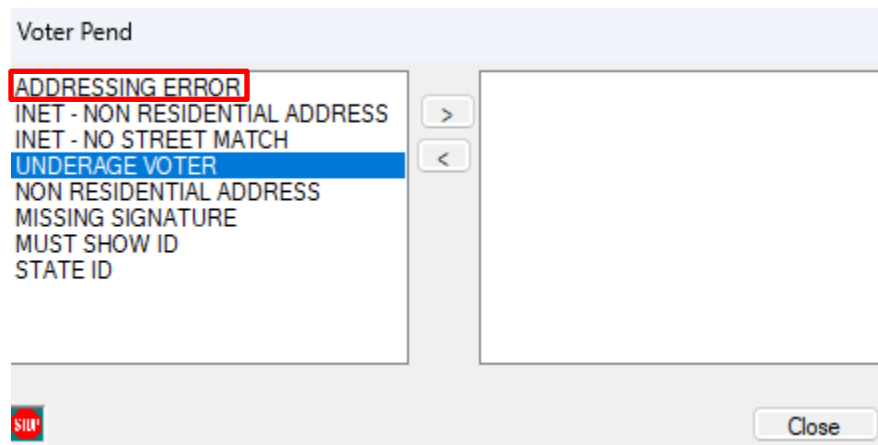 Voter Pend
ADDRESSING ERROR
INET - NON RESIDENTIAL ADDRESS
INET - NO STREET MATCH
UNDERAGE VOTER
NON RESIDENTIAL ADDRESS
MISSING SIGNATURE
MUST SHOW ID
STATE ID
>
<
Close